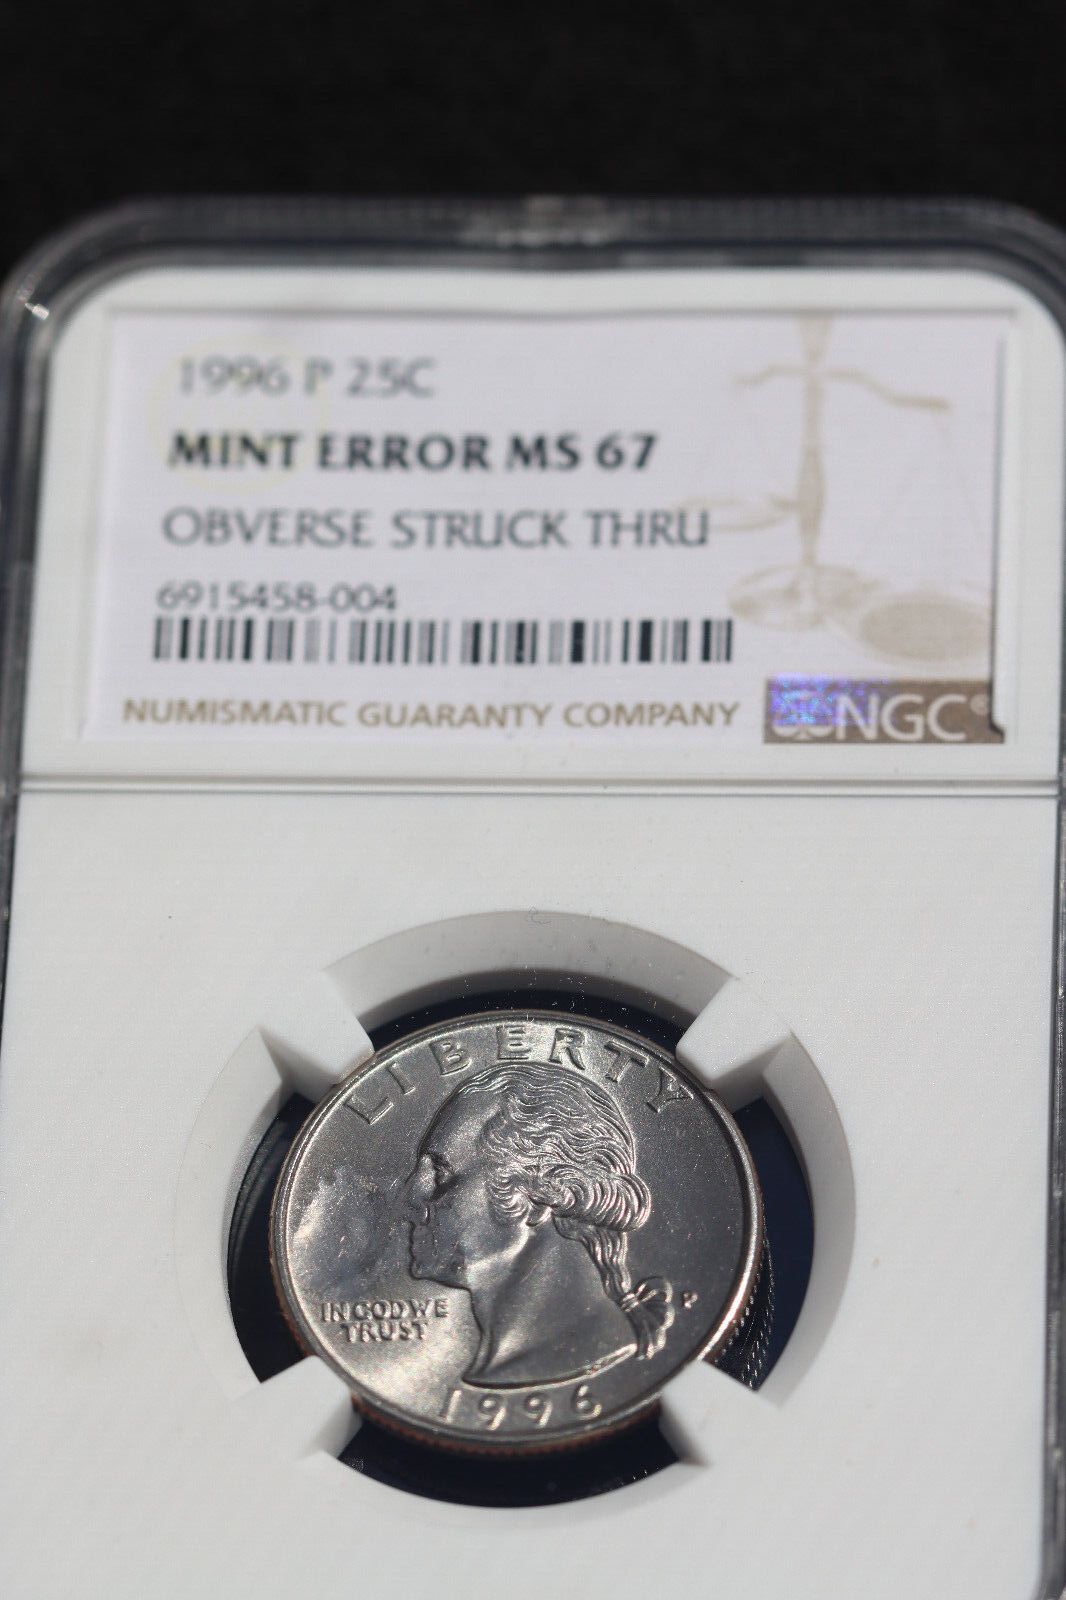 1996 P 25C
MINT ERROR MS 67
OBVERSE STRUCK THRU
6915458-004
NUMISMATIC GUARANTY COMPANY
NGC®
LIBERTY
IN GOD WE
TRUST
P
1996